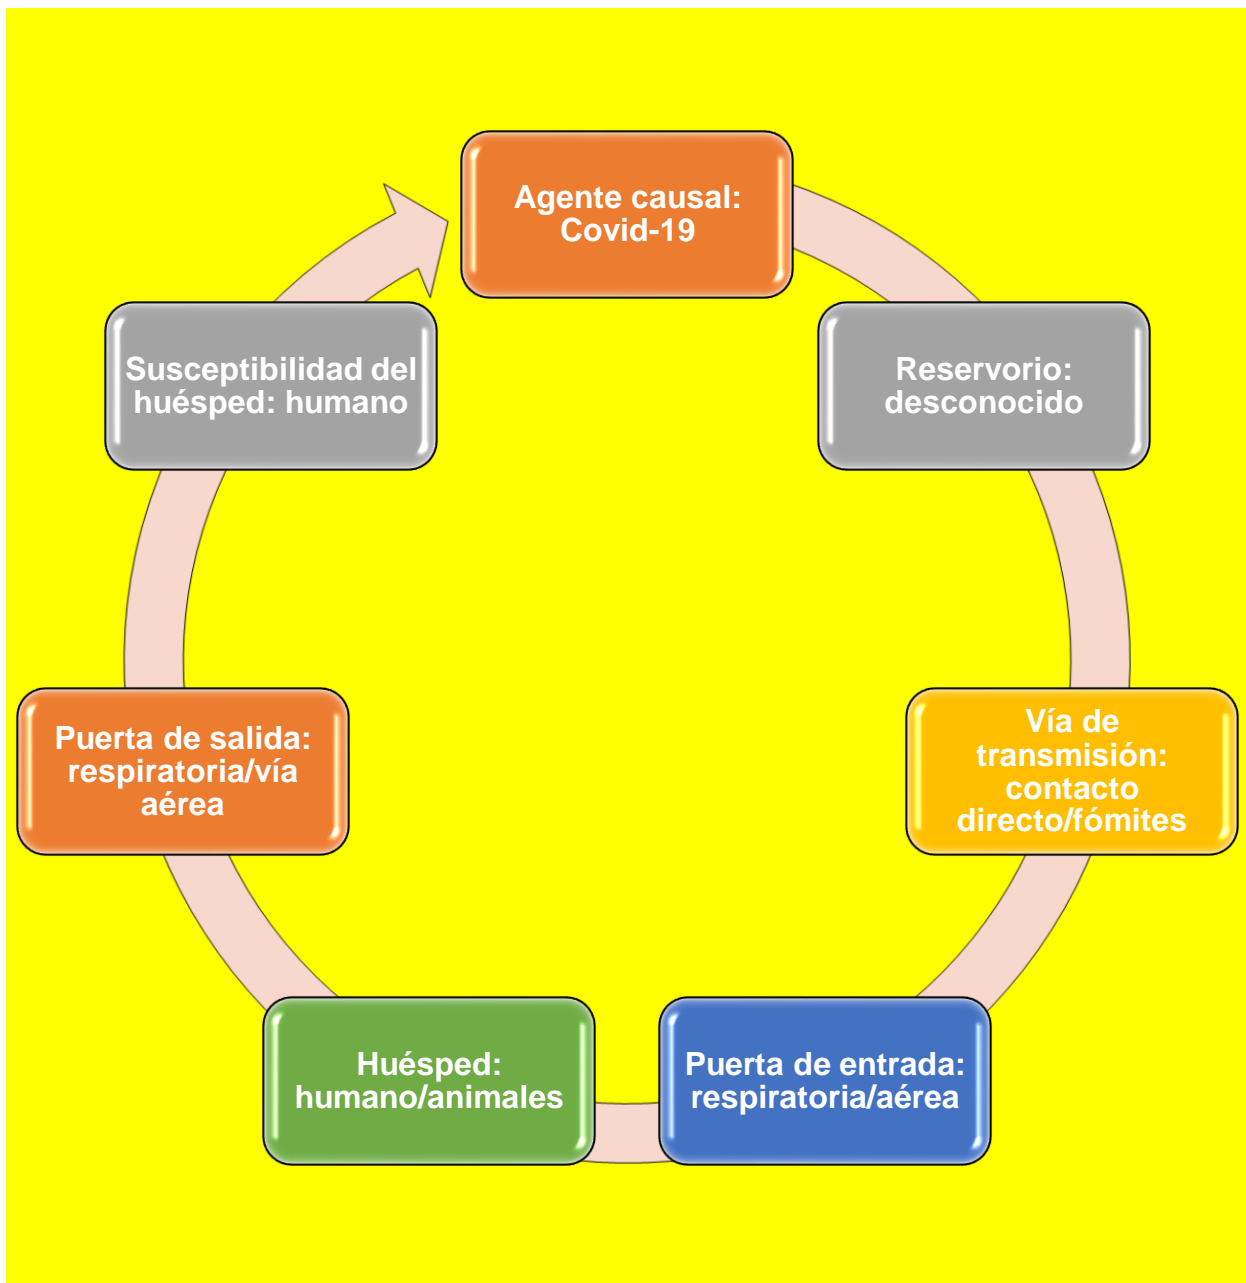 Agente causal:
Covid-19
Reservorio:
desconocido
Vía de
transmisión:
contacto
directo/fómites
Puerta de entrada:
respiratoria/aérea
Huésped:
humano/animales
Puerta de salida:
respiratoria/vía
aérea
Susceptibilidad del
huésped: humano